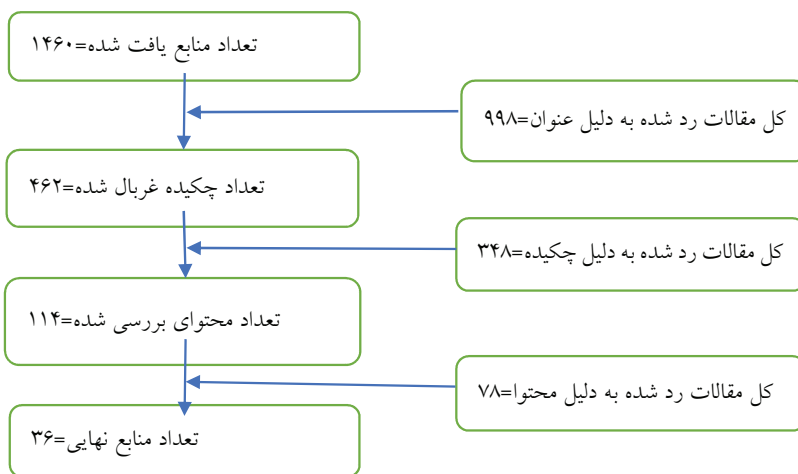 تعداد منابع یافت شده=۱۴۶۰
کل مقالات رد شده به دلیل عنوان=۹۹۸
تعداد چکیده غربال شده=۴۶۲
کل مقالات رد شده به دلیل چکیده=۳۴۸
تعداد محتوای بررسی شده=۱۱۴
کل مقالات رد شده به دلیل محتوا=۷۸
تعداد منابع نهایی=۳۶